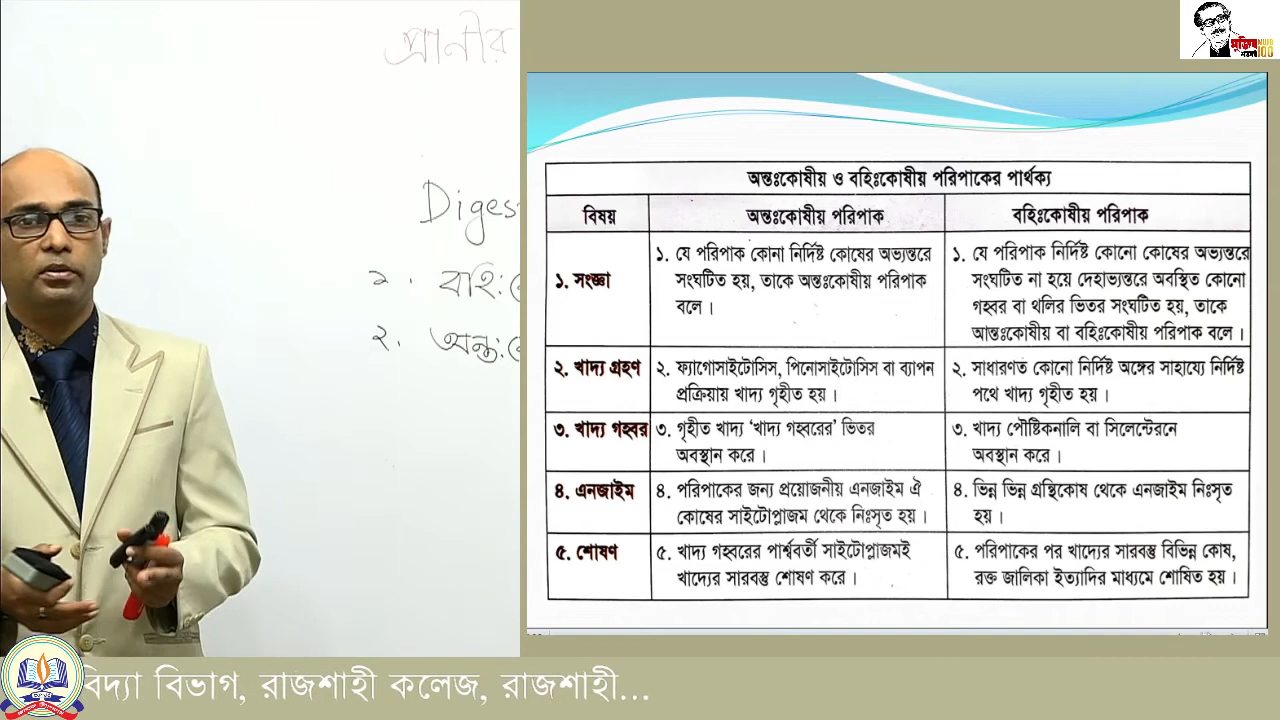 প্রাণীর
Diges
১. বহি:
২. অন্ত:
মুজিব
100
অন্তঃকোষীয় ও বহিঃকোষীয় পরিপাকের পার্থক্য
বিষয় অন্তঃকোষীয় পরিপাক বহিঃকোষীয় পরিপাক
১. সংজ্ঞা
১. যে পরিপাক কোনা নির্দিষ্ট কোষের অভ্যন্তরে
সংঘটিত হয়, তাকে অন্তঃকোষীয় পরিপাক
বলে।
১. যে পরিপাক নির্দিষ্ট কোনো কোষের অভ্যন্তরে
সংঘটিত না হয়ে দেহাভ্যন্তরে অবস্থিত কোনো
গহ্বর বা থলির ভিতর সংঘটিত হয়, তাকে
আন্তঃকোষীয় বা বহিঃকোষীয় পরিপাক বলে।
২. খাদ্য গ্রহণ
২. ফ্যাগোসাইটোসিস, পিনোসাইটোসিস বা ব্যাপন
প্রক্রিয়ায় খাদ্য গৃহীত হয়।
২. সাধারণত কোনো নির্দিষ্ট অঙ্গের সাহায্যে নির্দিষ্ট
পথে খাদ্য গৃহীত হয়।
৩. খাদ্য গহ্বর
৩. গৃহীত খাদ্য ‘খাদ্য গহ্বরের’ ভিতর
অবস্থান করে।
৩. খাদ্য পৌষ্টিকনালি বা সিলেন্টেরনে
অবস্থান করে।
৪. এনজাইম
৪. পরিপাকের জন্য প্রয়োজনীয় এনজাইম ঐ
কোষের সাইটোপ্লাজম থেকে নিঃসৃত হয়।
৪. ভিন্ন ভিন্ন গ্রন্থিকোষ থেকে এনজাইম নিঃসৃত
হয়।
৫. শোষণ
৫. খাদ্য গহ্বরের পার্শ্ববর্তী সাইটোপ্লাজমই
খাদ্যের সারবস্তু শোষণ করে।
৫. পরিপাকের পর খাদ্যের সারবস্তু বিভিন্ন কোষ,
রক্ত জালিকা ইত্যাদির মাধ্যমে শোষিত হয়।
বিদ্যা বিভাগ, রাজশাহী কলেজ, রাজশাহী...